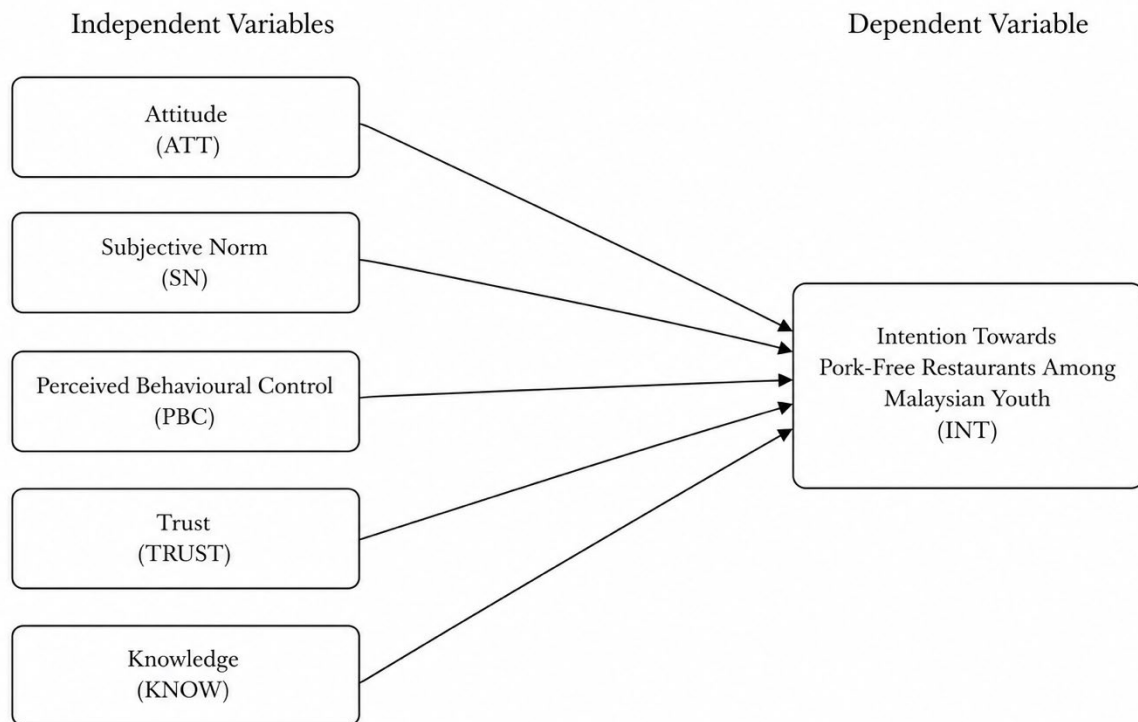 Independent Variables
Dependent Variable
Attitude
(ATT)
Subjective Norm
(SN)
Perceived Behavioural Control
(PBC)
Trust
(TRUST)
Knowledge
(KNOW)
Intention Towards
Pork-Free Restaurants Among
Malaysian Youth
(INT)